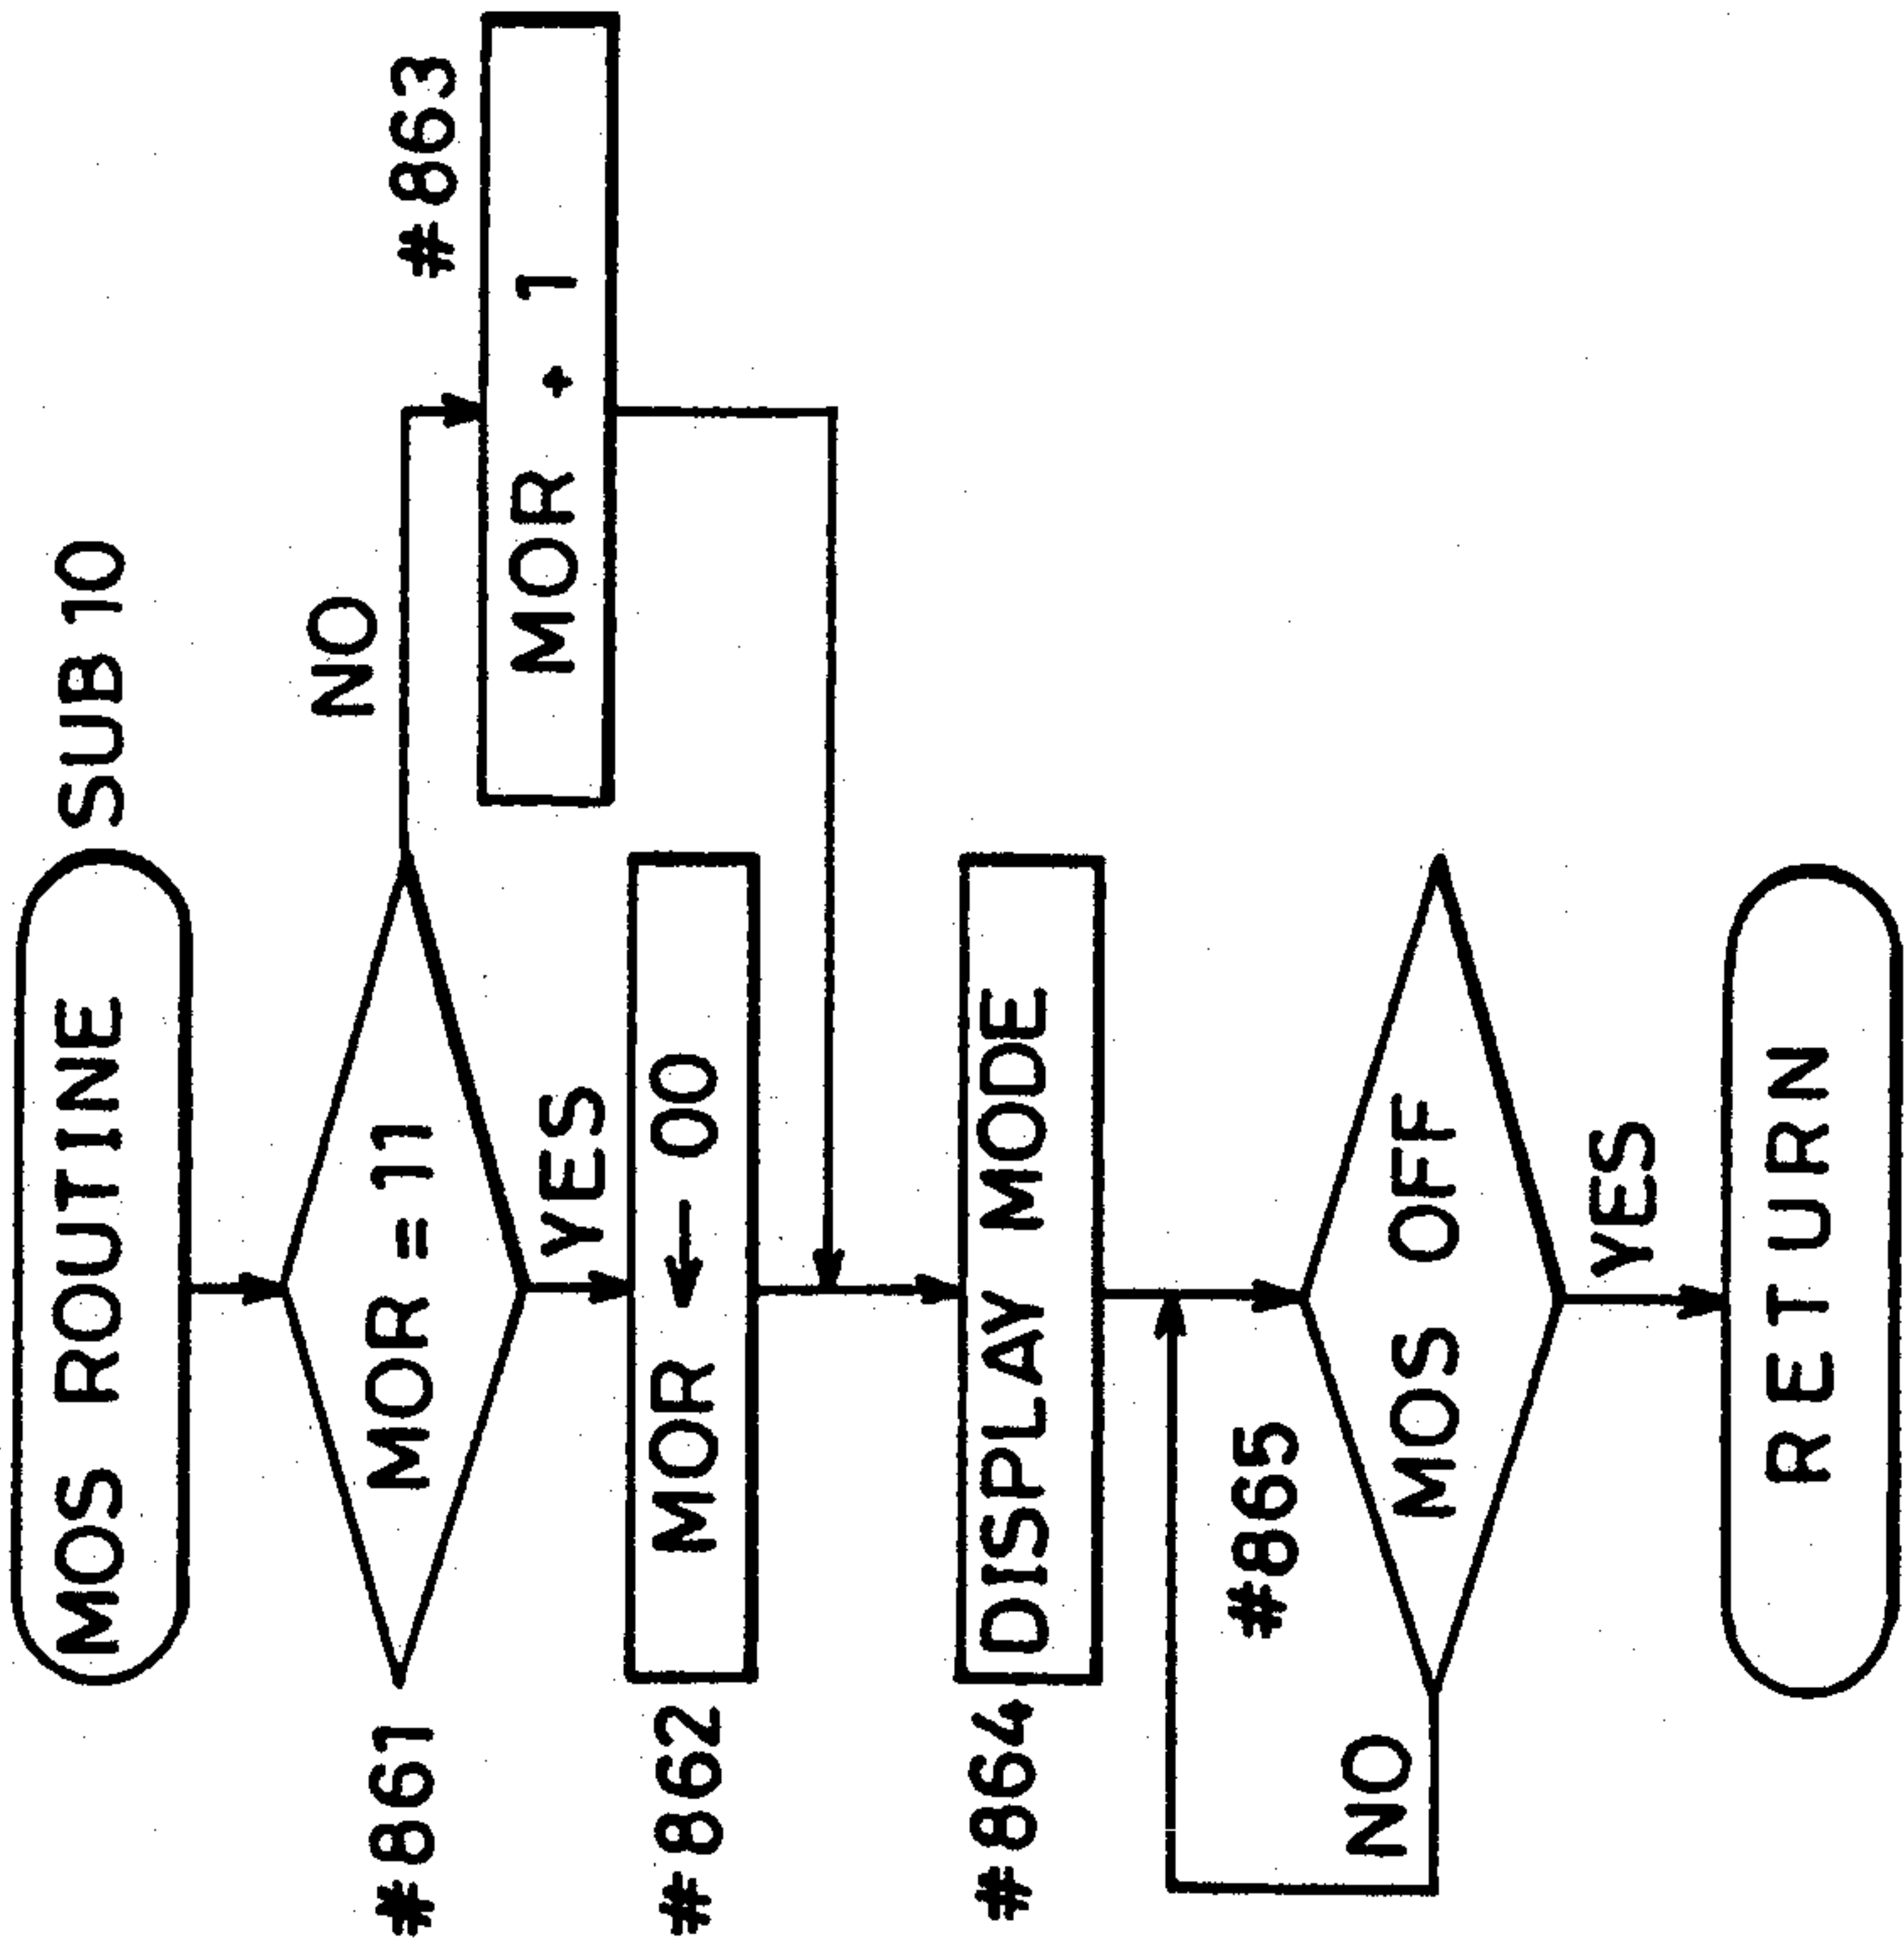 MOS ROUTINE SUB 10
#861
MOR = 11
NO
YES
#863
MOR + 1
#862
MOR ← 00
#864
DISPLAY MODE
#865
MOS OFF
NO
YES
RETURN